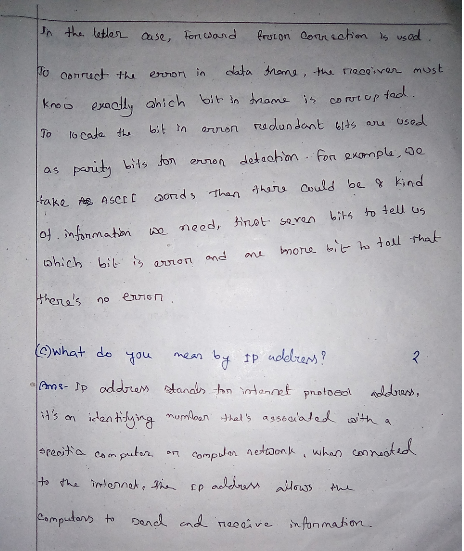 In the letter case, Forward Error Correction is used.
To correct the error in data frame, the receiver must
know exactly which bit in frame is corrupted.
To locate the bit in error redundant bits are used
as parity bits for error detection. For example, we
take ASCII words Than there could be 8 kind
of information we need, first seven bits to tell us
which bit is error and one more bit to tell that
there's no error.
(c) What do you mean by IP address? 2
Ans- IP address stands for internet protocol address,
it's an identifying number that's associated with a
specific computer or computer network, when connected
to the internet, the IP address allows the
computers to send and receive information.